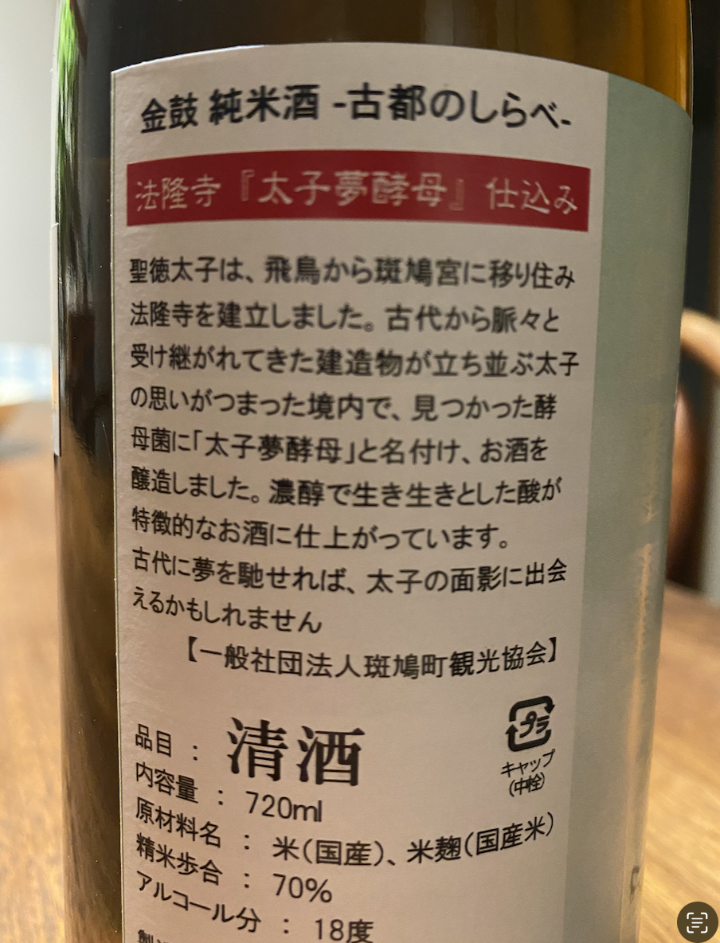 金鼓 純米酒 -古都のしらべ-
法隆寺『太子夢酵母』仕込み
聖徳太子は、飛鳥から斑鳩宮に移り住み
法隆寺を建立しました。古代から脈々と
受け継がれてきた建造物が立ち並ぶ太子
の思いがつまった境内で、見つかった酵
母菌に「太子夢酵母」と名付け、お酒を
醸造しました。濃醇で生き生きとした酸が
特徴的なお酒に仕上がっています。
古代に夢を馳せれば、太子の面影に出会
えるかもしれません
【一般社団法人斑鳩町観光協会】
プラ
キャップ
(中栓)
品目 : 清酒
内容量 : 720ml
原材料名 : 米(国産)、米麹(国産米)
精米歩合 : 70%
アルコール分 : 18度